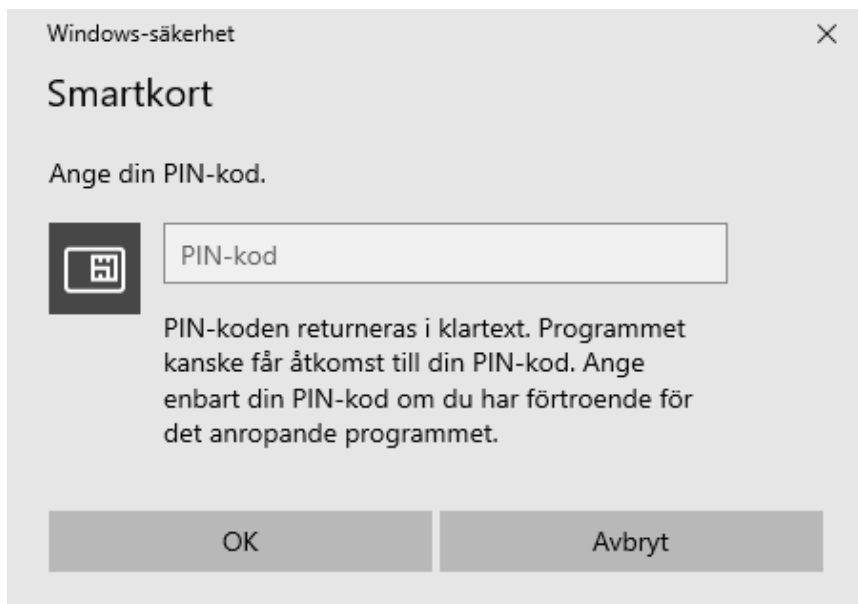 Windows-säkerhet
Smartkort
Ange din PIN-kod.
PIN-kod
PIN-koden returneras i klartext. Programmet
kanske får åtkomst till din PIN-kod. Ange
enbart din PIN-kod om du har förtroende för
det anropande programmet.
OK
Avbryt